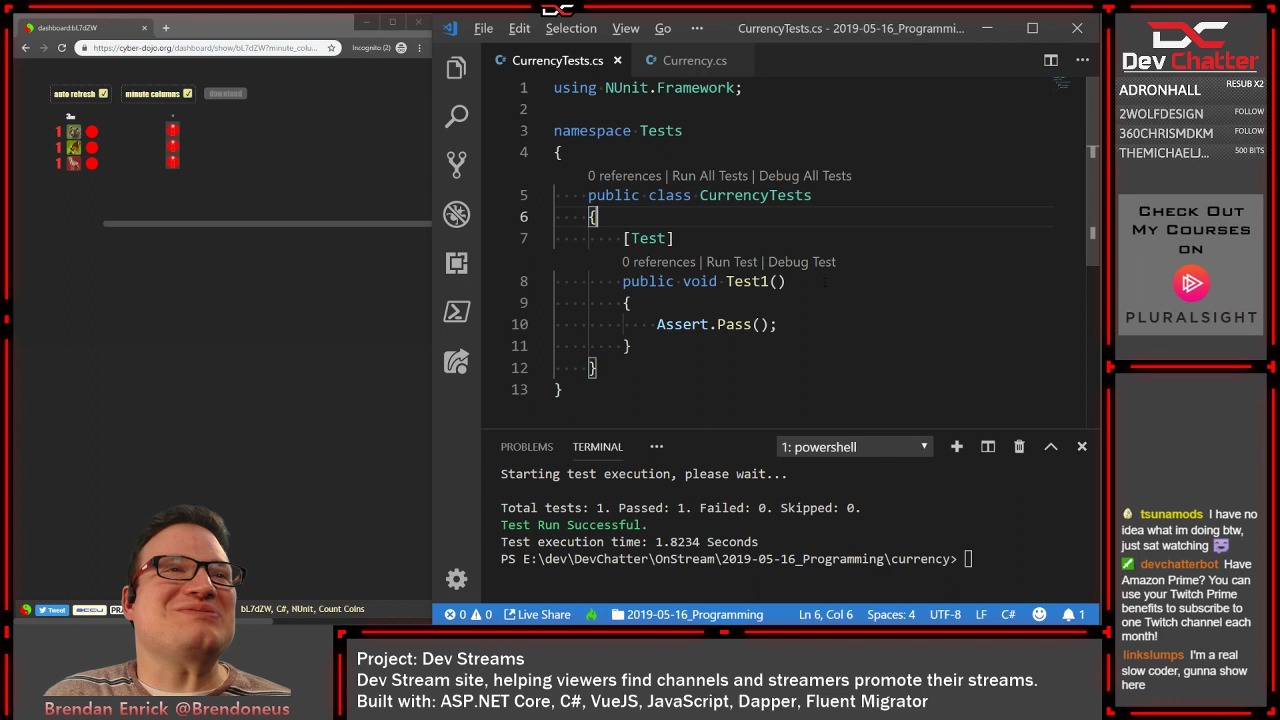 dashboard:bL7dZW
https://cyber-dojo.org/dashboard/show/bL7dZW?minute_colu...
Incognito (2)
auto refresh
minute columns
download
1
1
1
Tweet
accu
PRA
bL7dZW, C#, NUnit, Count Coins
File Edit Selection View Go ··· CurrencyTests.cs - 2019-05-16_Programmi...
CurrencyTests.cs
Currency.cs
1 using NUnit.Framework;
2
3 namespace Tests
4 {
0 references | Run All Tests | Debug All Tests
5 public class CurrencyTests
6 {
7 [Test]
0 references | Run Test | Debug Test
8 public void Test1()
9 {
10 Assert.Pass();
11 }
12 }
13 }
PROBLEMS TERMINAL ··· 1: powershell
Starting test execution, please wait...
Total tests: 1. Passed: 1. Failed: 0. Skipped: 0.
Test Run Successful.
Test execution time: 1.8234 Seconds
PS E:\dev\DevChatter\OnStream\2019-05-16_Programming\currency>
0 0 Live Share 2019-05-16_Programming Ln 6, Col 6 Spaces: 4 UTF-8 LF C# 1
DC
DC
Dev Chatter
ADRONHALL RESUB X2
2WOLFDESIGN FOLLOW
360CHRISMDKM FOLLOW
THEMICHAELJ... 500 BITS
CHECK OUT
MY COURSES
ON
PLURALSIGHT
tsunamods I have no
idea what im doing btw,
just sat watching
devchatterbot Have
Amazon Prime? You can
use your Twitch Prime
benefits to subscribe to
one Twitch channel each
month!
linkslumps I'm a real
slow coder, gunna show
here
Brendan Enrick @Brendoneus
Project: Dev Streams
Dev Stream site, helping viewers find channels and streamers promote their streams.
Built with: ASP.NET Core, C#, VueJS, JavaScript, Dapper, Fluent Migrator